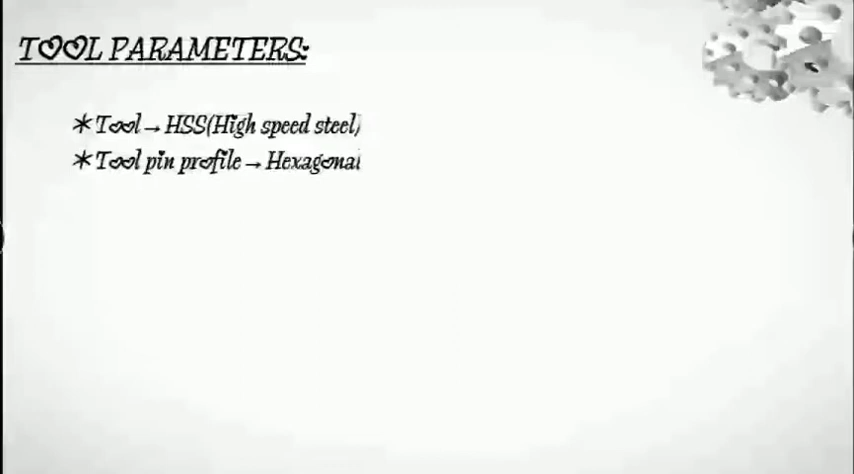 TOOL PARAMETERS:
* Tool → HSS(High speed steel)
* Tool pin profile → Hexagonal